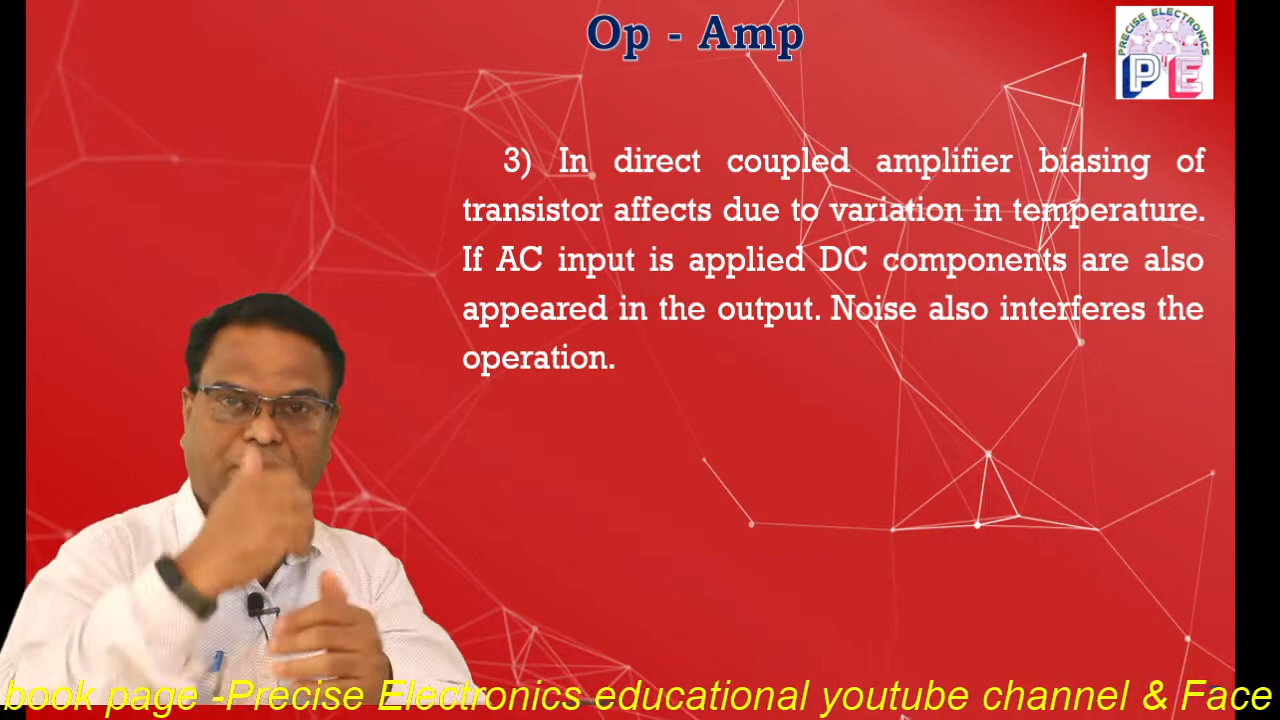 Op - Amp
PRECISE ELECTRONICS
PE
3) In direct coupled amplifier biasing of
transistor affects due to variation in temperature.
If AC input is applied DC components are also
appeared in the output. Noise also interferes the
operation.
book page -Precise Electronics educational youtube channel & Face